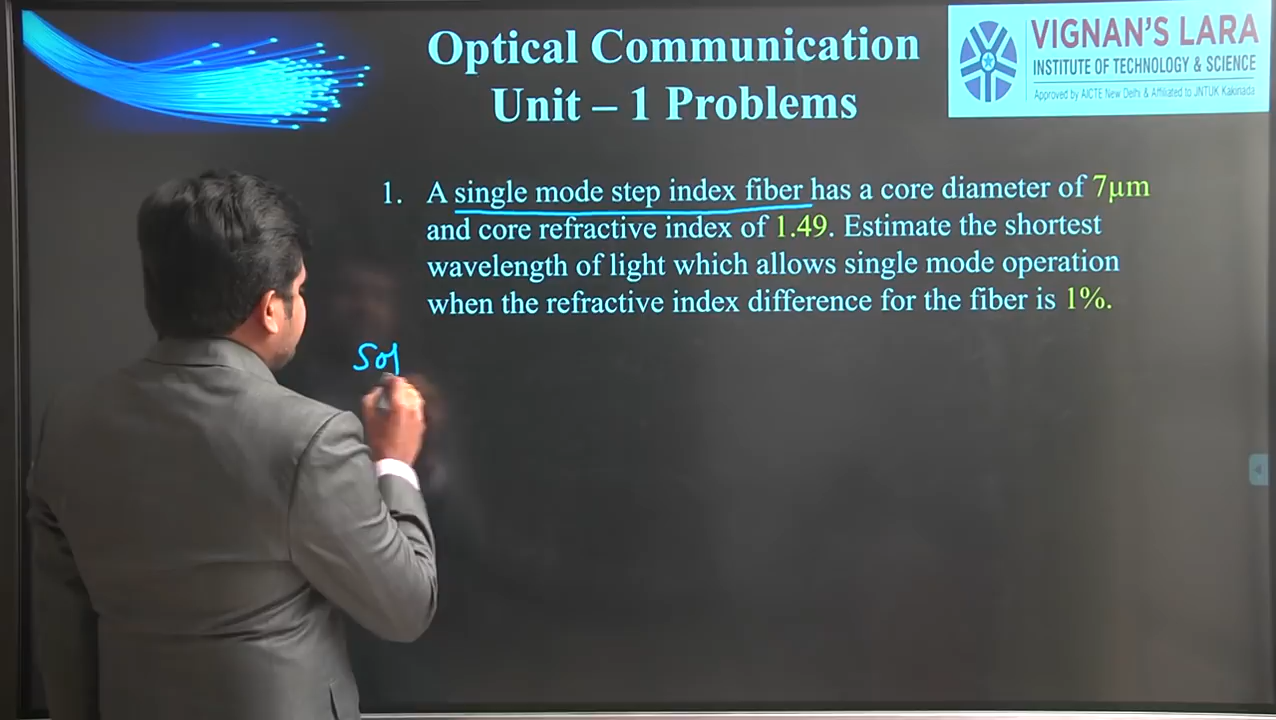 Optical Communication
Unit – 1 Problems
VIGNAN'S LARA
INSTITUTE OF TECHNOLOGY & SCIENCE
Approved by AICTE New Delhi & Affiliated to JNTUK Kakinada
1. A single mode step index fiber has a core diameter of 7µm
and core refractive index of 1.49. Estimate the shortest
wavelength of light which allows single mode operation
when the refractive index difference for the fiber is 1%.
Sol